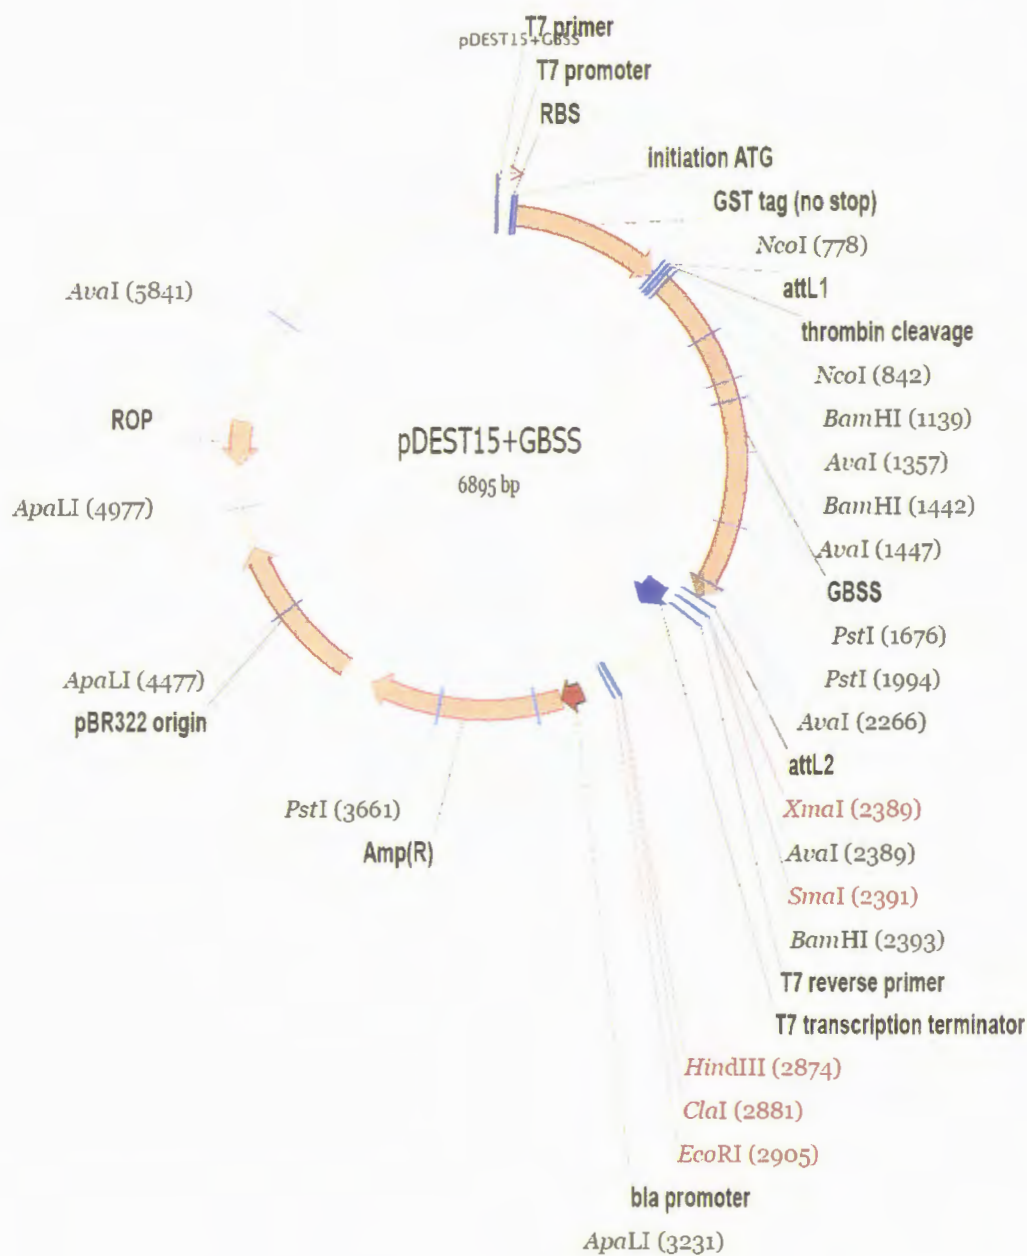 T7 primer
pDEST15+GBSS
T7 promoter
RBS
initiation ATG
GST tag (no stop)
NcoI (778)
attL1
thrombin cleavage
NcoI (842)
BamHI (1139)
AvaI (1357)
BamHI (1442)
AvaI (1447)
GBSS
PstI (1676)
PstI (1994)
AvaI (2266)
attL2
XmaI (2389)
AvaI (2389)
SmaI (2391)
BamHI (2393)
T7 reverse primer
T7 transcription terminator
HindIII (2874)
ClaI (2881)
EcoRI (2905)
bla promoter
ApaLI (3231)
Amp(R)
PstI (3661)
pBR322 origin
ApaLI (4477)
ApaLI (4977)
ROP
AvaI (5841)
pDEST15+GBSS
6895 bp